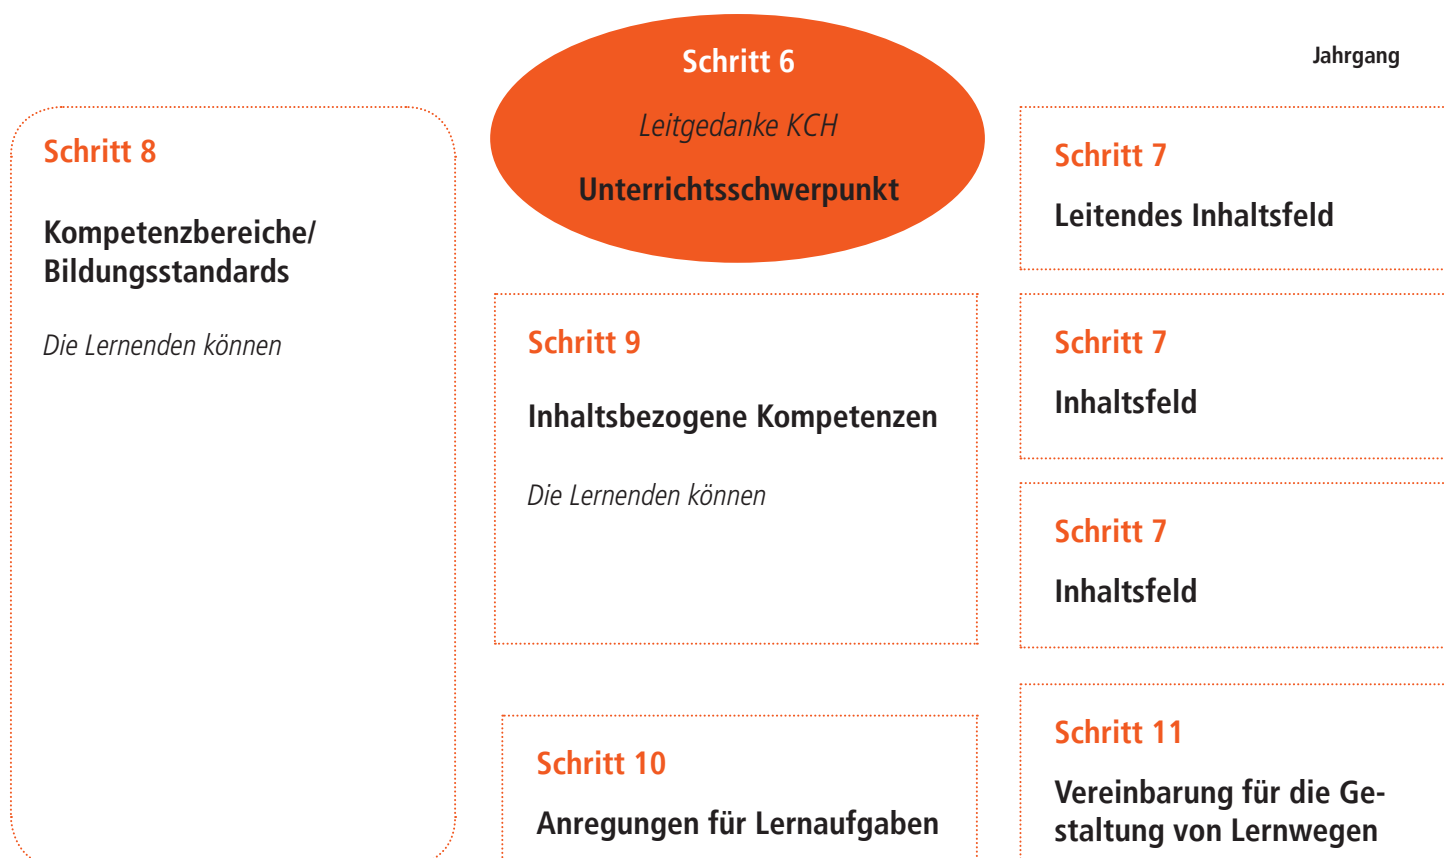 Schritt 6
Leitgedanke KCH
Unterrichtsschwerpunkt
Jahrgang
Schritt 8
Kompetenzbereiche/
Bildungsstandards
Die Lernenden können
Schritt 9
Inhaltsbezogene Kompetenzen
Die Lernenden können
Schritt 7
Leitendes Inhaltsfeld
Schritt 7
Inhaltsfeld
Schritt 7
Inhaltsfeld
Schritt 10
Anregungen für Lernaufgaben
Schritt 11
Vereinbarung für die Ge-
staltung von Lernwegen